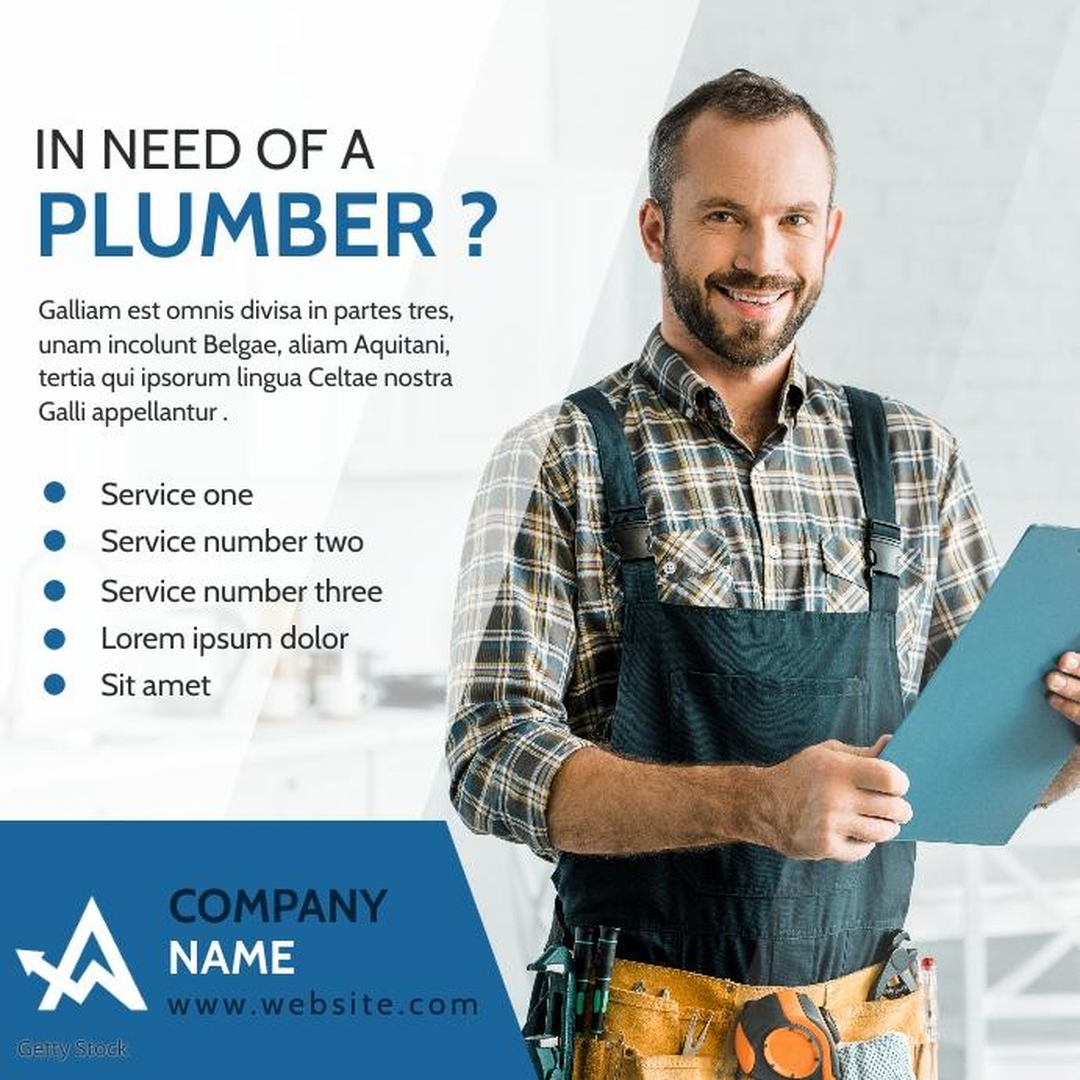 IN NEED OF A
PLUMBER ?
Galliam est omnis divisa in partes tres,
unam incolunt Belgae, aliam Aquitani,
tertia qui ipsorum lingua Celtae nostra
Galli appellantur .
Service one
Service number two
Service number three
Lorem ipsum dolor
Sit amet
COMPANY
NAME
www.website.com
Getty Stock